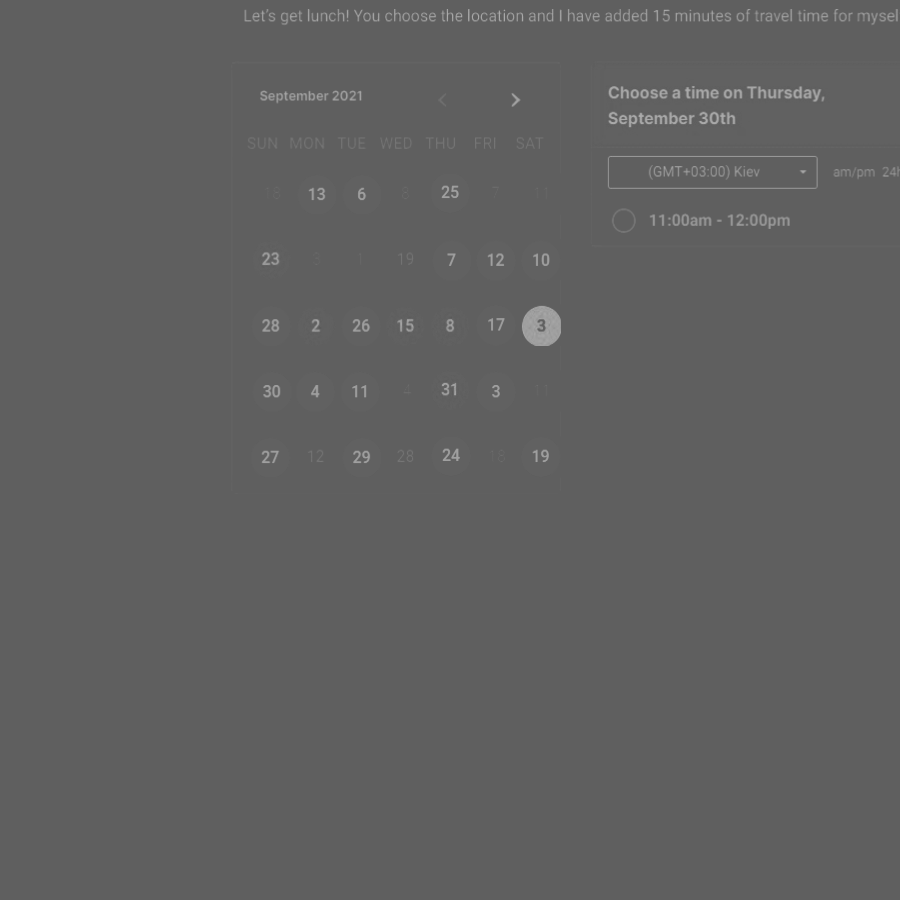 Let's get lunch! You choose the location and I have added 15 minutes of travel time for mysel
September 2021
SUN MON TUE WED THU FRI SAT
13 6 8 25 7 11
23 3 1 19 7 12 10
28 2 26 15 8 17 3
30 4 11 4 31 3
27 12 29 28 24 18 19
Choose a time on Thursday,
September 30th
(GMT+03:00) Kiev am/pm 24h
11:00am - 12:00pm